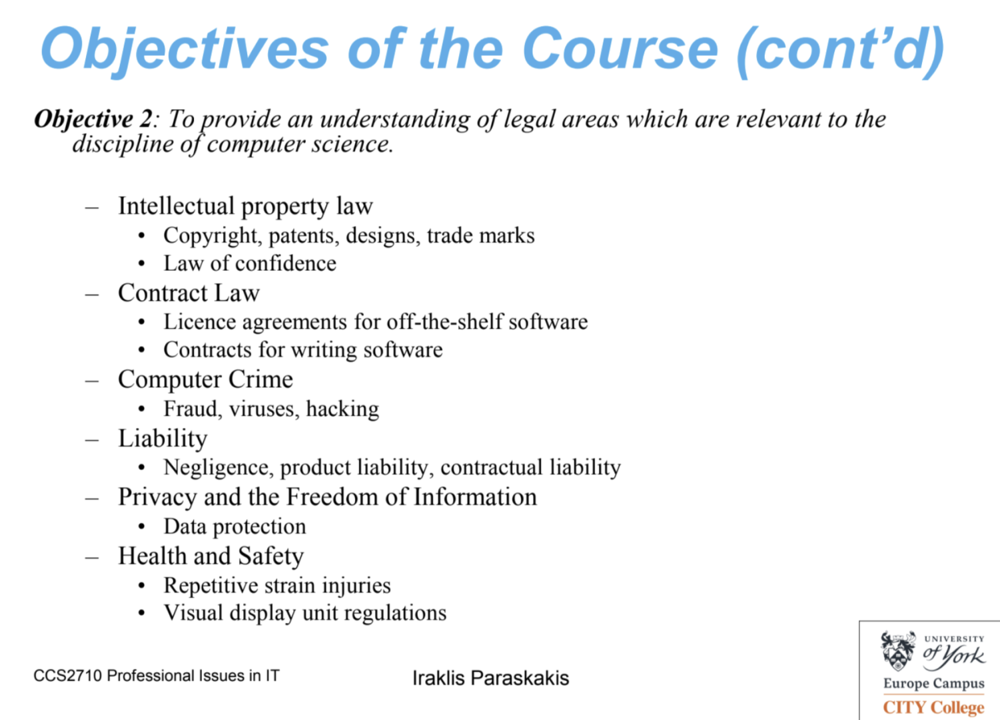 Objectives of the Course (cont’d)
Objective 2: To provide an understanding of legal areas which are relevant to the
discipline of computer science.
– Intellectual property law
• Copyright, patents, designs, trade marks
• Law of confidence
– Contract Law
• Licence agreements for off-the-shelf software
• Contracts for writing software
– Computer Crime
• Fraud, viruses, hacking
– Liability
• Negligence, product liability, contractual liability
– Privacy and the Freedom of Information
• Data protection
– Health and Safety
• Repetitive strain injuries
• Visual display unit regulations
CCS2710 Professional Issues in IT
Iraklis Paraskakis
UNIVERSITY
of York
Europe Campus
CITY College